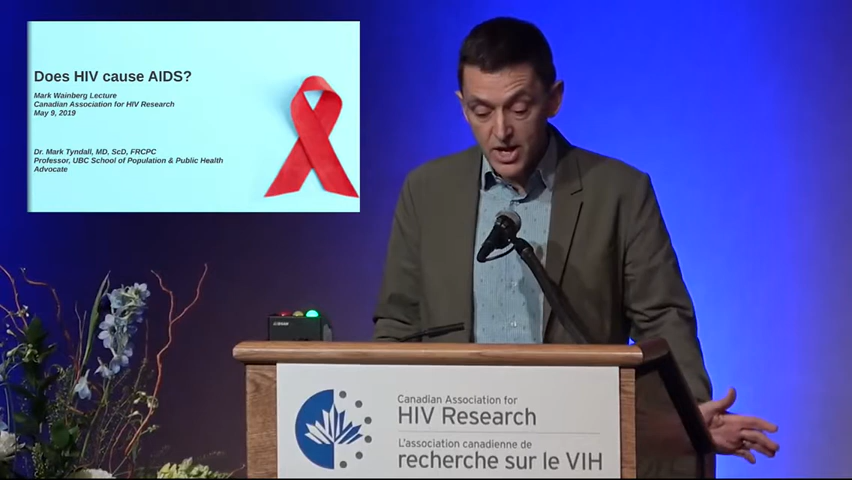 Does HIV cause AIDS?
Mark Wainberg Lecture
Canadian Association for HIV Research
May 9, 2019
Dr. Mark Tyndall, MD, ScD, FRCPC
Professor, UBC School of Population & Public Health
Advocate
Canadian Association for
HIV Research
L'association canadienne de
recherche sur le VIH